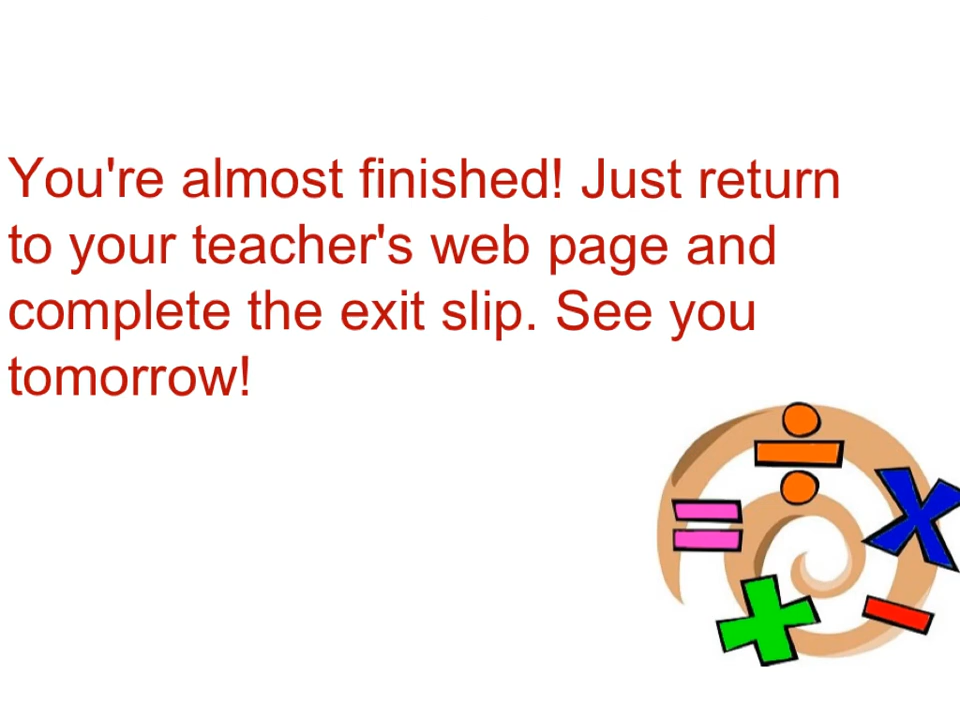 You're almost finished! Just return
to your teacher's web page and
complete the exit slip. See you
tomorrow!